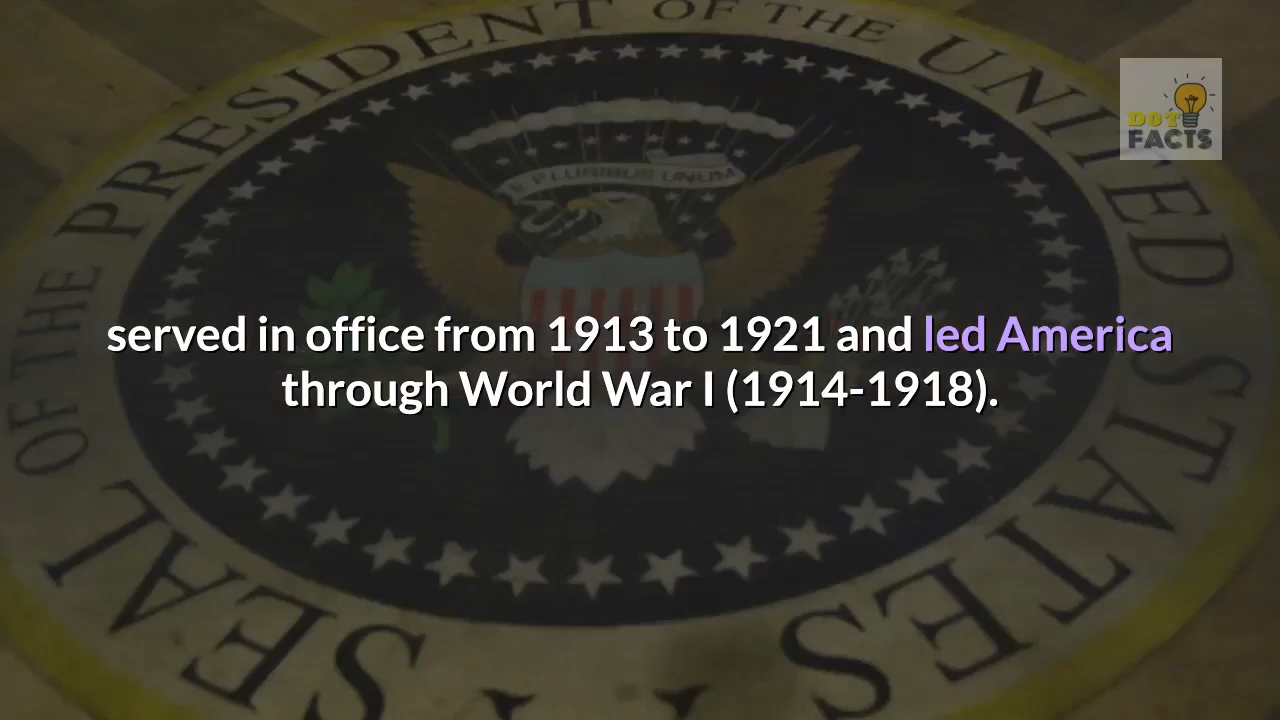 SEAL OF THE PRESIDENT OF THE UNITED STATES
E PLURIBUS UNUM
DOT
FACTS
served in office from 1913 to 1921 and led America
through World War I (1914-1918).